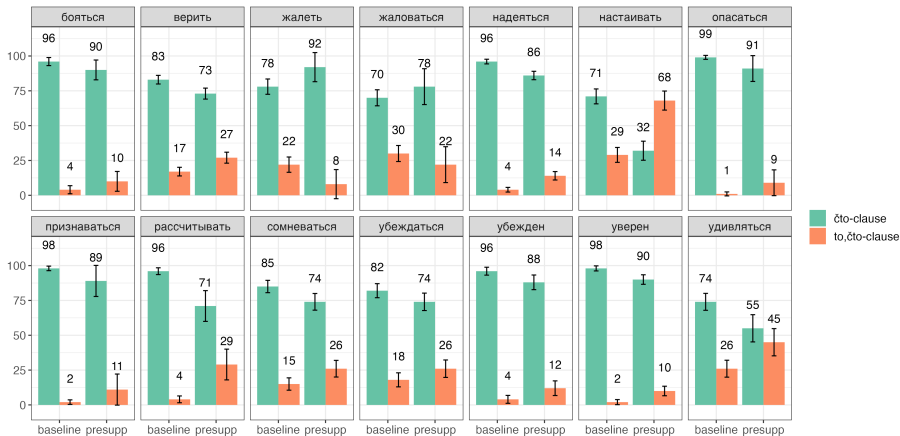 бояться верить жалеть жаловаться надеяться настаивать опасаться
96 4 90 10 83 17 73 27 78 22 92 8 70 30 78 22 96 4 86 14 71 29 32 68 99 1 91 9
100
75
50
25
0
признаваться рассчитывать сомневаться убеждаться убежден уверен удивляться
98 2 89 11 96 4 71 29 85 15 74 26 82 18 74 26 96 4 88 12 98 2 90 10 74 26 55 45
100
75
50
25
0
baseline presupp baseline presupp baseline presupp baseline presupp baseline presupp baseline presupp baseline presupp
čto-clause
to,čto-clause